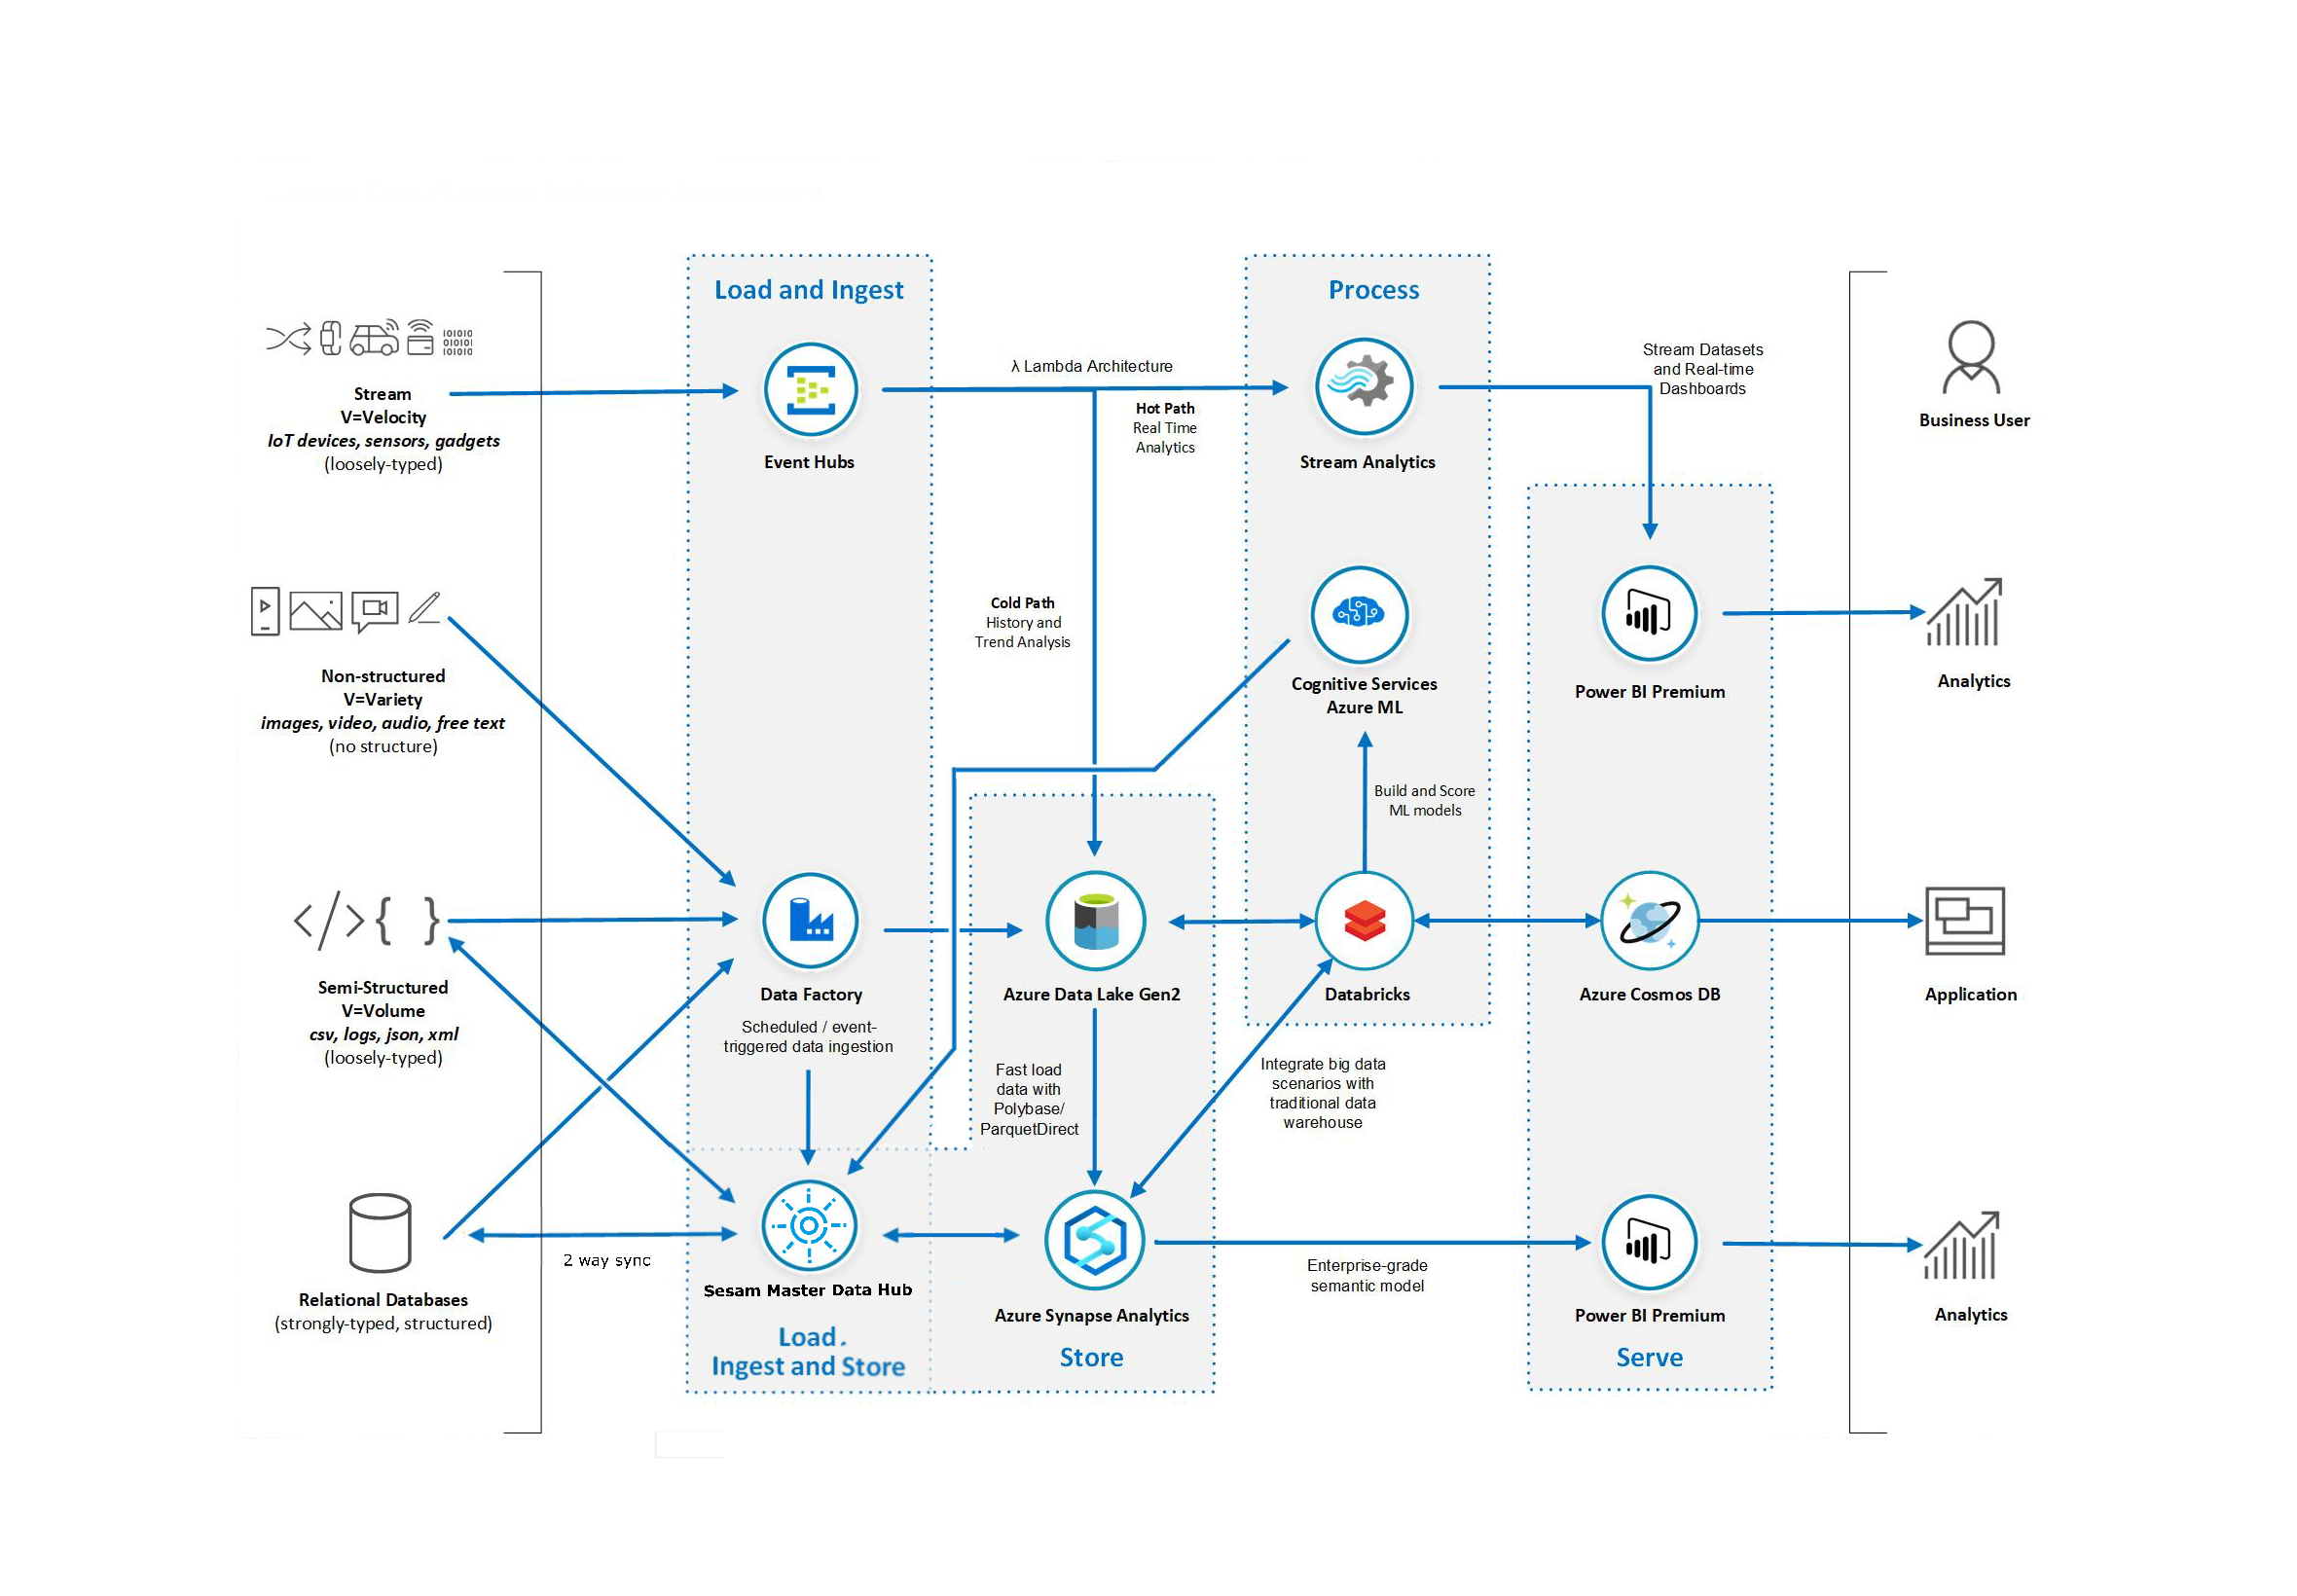 Load and Ingest
Process
Stream
V=Velocity
IoT devices, sensors, gadgets
(loosely-typed)
IOIOIO
OIOIOI
IOIOIO
Event Hubs
λ Lambda Architecture
Hot Path
Real Time
Analytics
Stream Analytics
Stream Datasets
and Real-time
Dashboards
Business User
Non-structured
V=Variety
images, video, audio, free text
(no structure)
Cold Path
History and
Trend Analysis
Cognitive Services
Azure ML
Power BI Premium
Analytics
Build and Score
ML models
</> { }
Semi-Structured
V=Volume
csv, logs, json, xml
(loosely-typed)
Data Factory
Scheduled / event-
triggered data ingestion
Azure Data Lake Gen2
Databricks
Azure Cosmos DB
Application
Fast load
data with
Polybase/
ParquetDirect
Integrate big data
scenarios with
traditional data
warehouse
Relational Databases
(strongly-typed, structured)
2 way sync
Sesam Master Data Hub
Load,
Ingest and Store
Azure Synapse Analytics
Store
Enterprise-grade
semantic model
Power BI Premium
Serve
Analytics